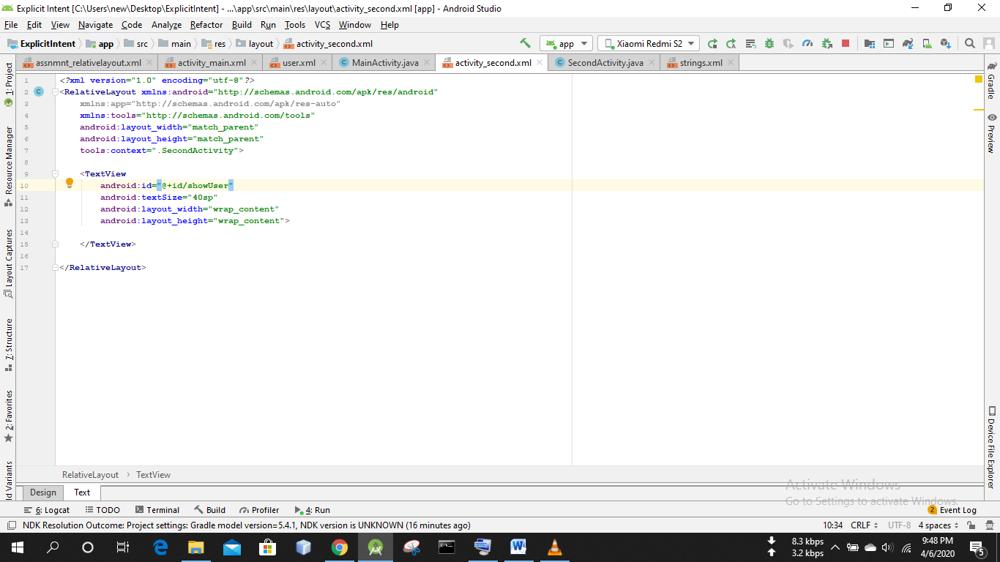 Explicit Intent [C:\Users\new\Desktop\ExplicitIntent] - ...\app\src\main\res\layout\activity_second.xml [app] - Android Studio
File Edit View Navigate Code Analyze Refactor Build Run Tools VCS Window Help
ExplicitIntent app src main res layout activity_second.xml app Xiaomi Redmi S2
assnmnt_relativelayout.xml activity_main.xml user.xml MainActivity.java activity_second.xml SecondActivity.java strings.xml
1: Project
Resource Manager
Layout Captures
7: Structure
2: Favorites
ld Variants
1 <?xml version="1.0" encoding="utf-8"?>
2 <RelativeLayout xmlns:android="http://schemas.android.com/apk/res/android"
3 xmlns:app="http://schemas.android.com/apk/res-auto"
4 xmlns:tools="http://schemas.android.com/tools"
5 android:layout_width="match_parent"
6 android:layout_height="match_parent"
7 tools:context=".SecondActivity">
8
9 <TextView
10 android:id="@+id/showUser"
11 android:textSize="40sp"
12 android:layout_width="wrap_content"
13 android:layout_height="wrap_content">
14
15 </TextView>
16
17 </RelativeLayout>
Gradle
Preview
Device File Explorer
RelativeLayout TextView
Design Text
Activate Windows
Go to Settings to activate Windows.
6: Logcat TODO Terminal Build Profiler 4: Run 2 Event Log
NDK Resolution Outcome: Project settings: Gradle model version=5.4.1, NDK version is UNKNOWN (16 minutes ago) 10:34 CRLF UTF-8 4 spaces
8.3 kbps
3.2 kbps
9:48 PM
4/6/2020
5